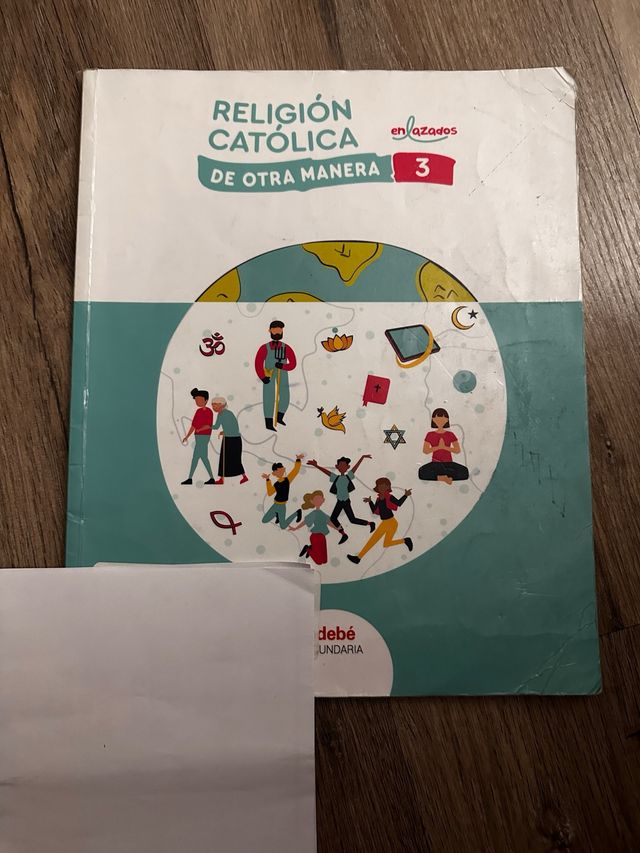 RELIGIÓN
CATÓLICA
enlazados
DE OTRA MANERA 3
debé
UNDARIA